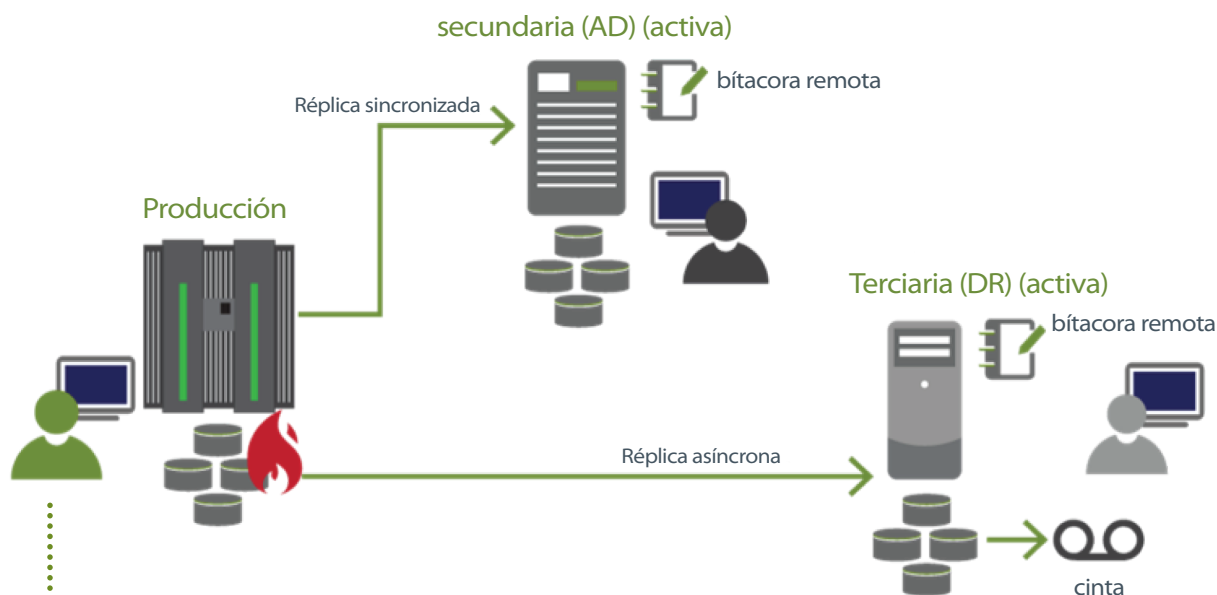 secundaria (AD) (activa)
bítacora remota
Réplica sincronizada
Producción
Terciaria (DR) (activa)
bítacora remota
Réplica asíncrona
cinta